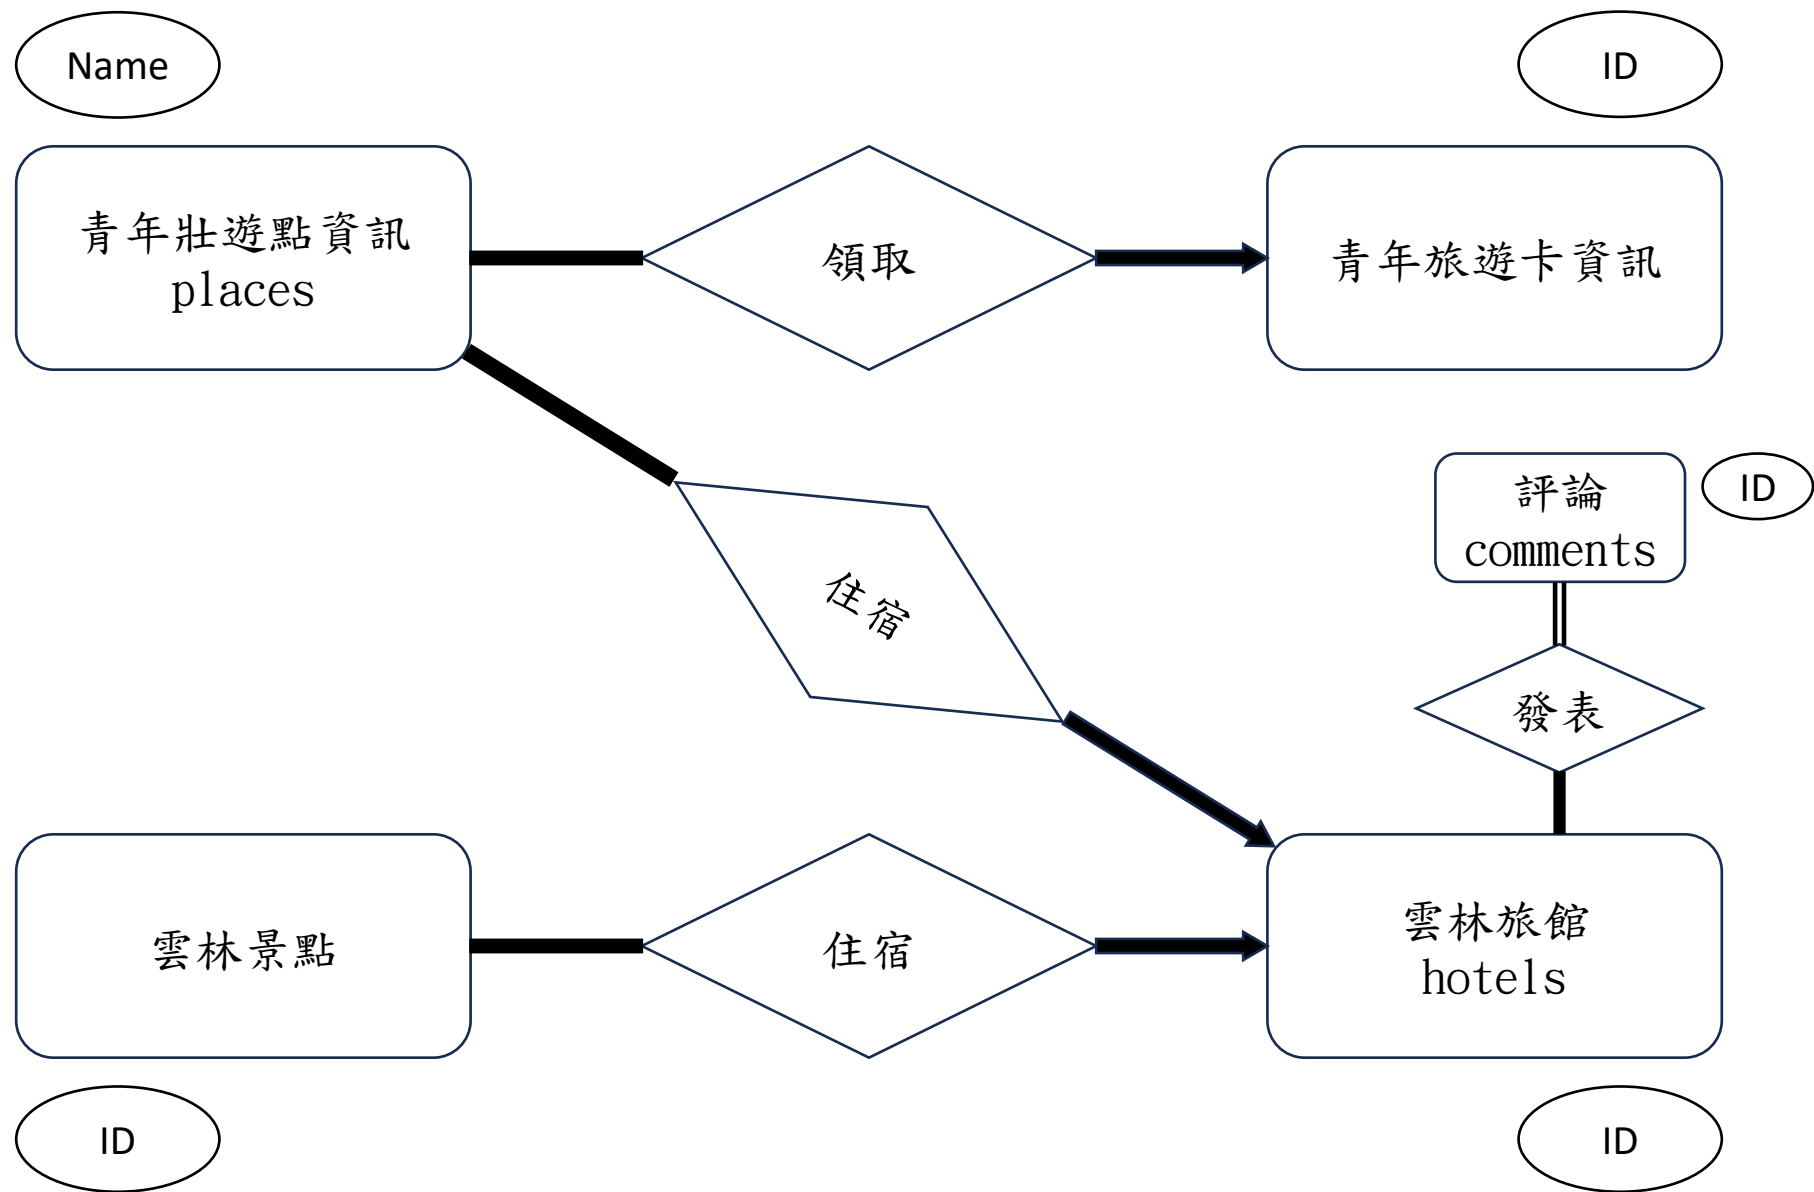 Name
ID
青年壯遊點資訊
places
領取
青年旅遊卡資訊
評論
comments
ID
住宿
發表
雲林景點
住宿
雲林旅館
hotels
ID
ID